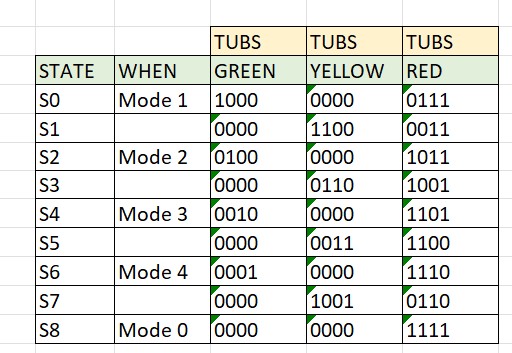 TUBS TUBS TUBS
STATE WHEN GREEN YELLOW RED
S0 Mode 1 1000 0000 0111
S1 0000 1100 0011
S2 Mode 2 0100 0000 1011
S3 0000 0110 1001
S4 Mode 3 0010 0000 1101
S5 0000 0011 1100
S6 Mode 4 0001 0000 1110
S7 0000 1001 0110
S8 Mode 0 0000 0000 1111